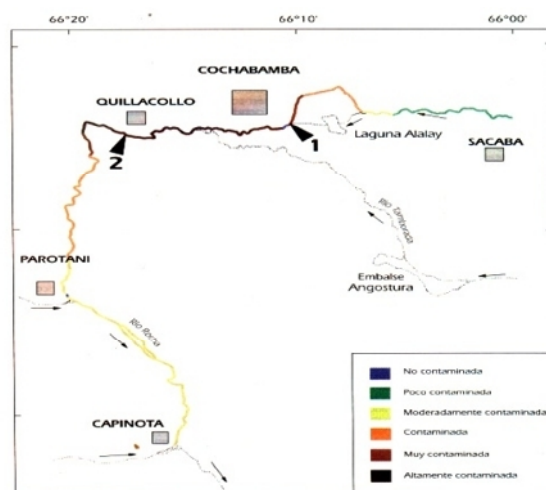 66°20'
66°10'
66°00'
COCHABAMBA
QUILLACOLLO
1
2
Laguna Alalay
SACABA
Río Tamborada
PAROTANI
Embalse
Angostura
Río Rocha
CAPINOTA
No contaminada
Poco contaminada
Moderadamente contaminada
Contaminada
Muy contaminada
Altamente contaminada